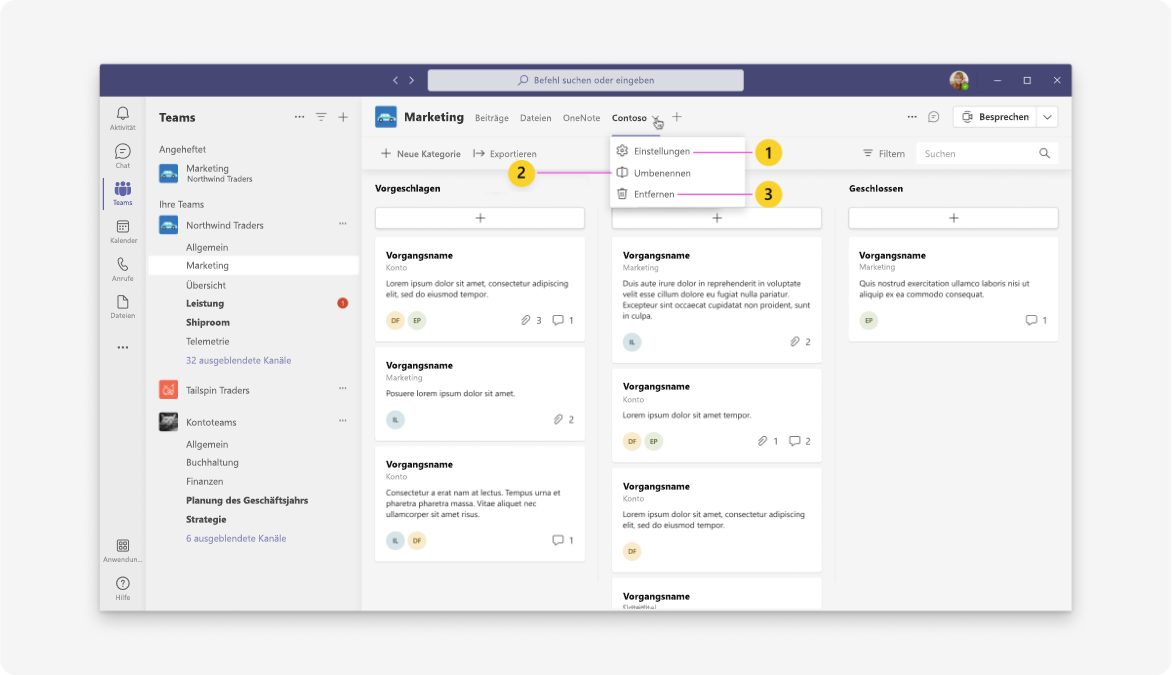 Befehl suchen oder eingeben
Aktivität
Chat
Teams
Kalender
Anrufe
Dateien
Anwendun...
Hilfe
Teams
Angeheftet
Marketing
Northwind Traders
Ihre Teams
Northwind Traders
Allgemein
Marketing
Übersicht
Leistung
1
Shiproom
Telemetrie
32 ausgeblendete Kanäle
Tailspin Traders
Kontoteams
Allgemein
Buchhaltung
Finanzen
Planung des Geschäftsjahrs
Strategie
6 ausgeblendete Kanäle
Marketing Beiträge Dateien OneNote Contoso
Besprechen
Neue Kategorie Exportieren
Filtern Suchen
Einstellungen 1
2 Umbenennen
Entfernen 3
Vorgeschlagen
Vorgangsname
Konto
Lorem ipsum dolor sit amet, consectetur adipiscing
elit, sed do eiusmod tempor.
DF EP 3 1
Vorgangsname
Marketing
Posuere lorem ipsum dolor sit amet.
IL 2
Vorgangsname
Konto
Consectetur a erat nam at lectus. Tempus urna et
pharetra pharetra massa. Vitae aliquet nec
ullamcorper sit amet risus.
IL DF 1
Vorgangsname
Marketing
Duis aute irure dolor in reprehenderit in voluptate
velit esse cillum dolore eu fugiat nulla pariatur.
Excepteur sint occaecat cupidatat non proident, sunt
in culpa.
IL 2
Vorgangsname
Konto
Lorem ipsum dolor sit amet tempor.
DF EP 1 2
Vorgangsname
Konto
Lorem ipsum dolor sit amet, consectetur adipiscing
elit, sed do eiusmod tempor.
DF
Vorgangsname
Geschlossen
Vorgangsname
Marketing
Quis nostrud exercitation ullamco laboris nisi ut
aliquip ex ea commodo consequat.
EP 1